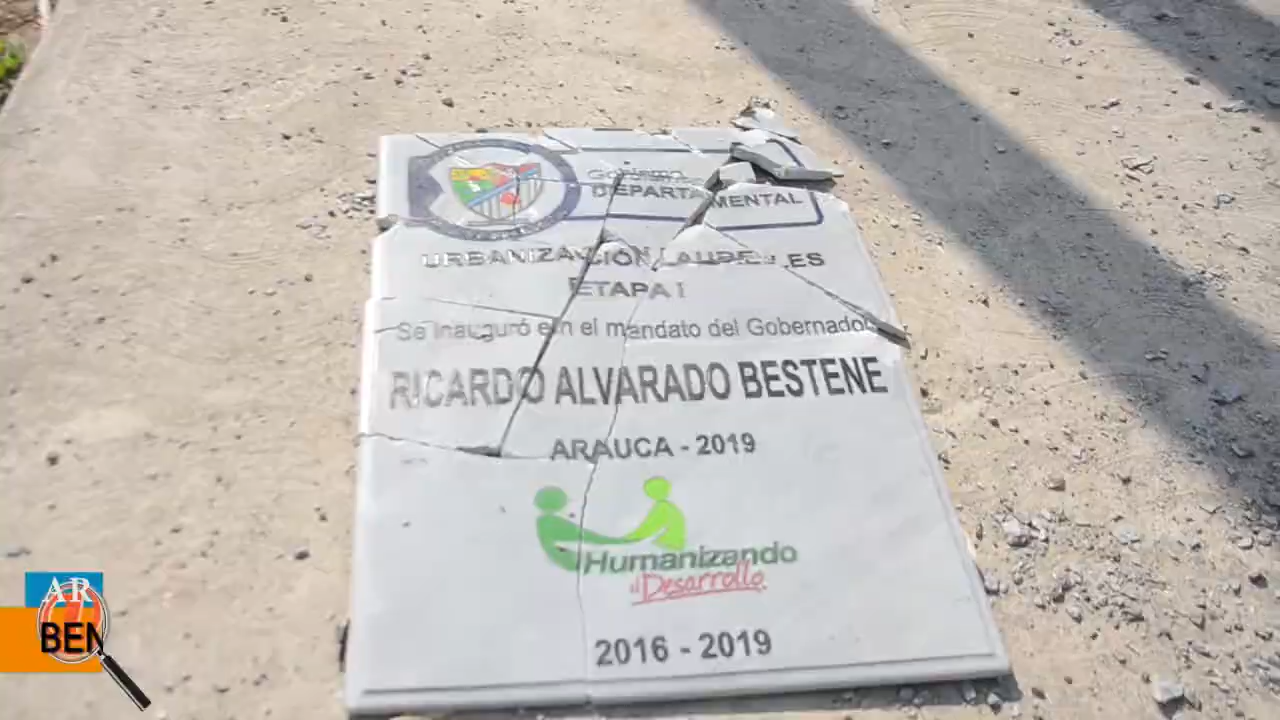 GOBIERNO
DEPARTAMENTAL
URBANIZACIÓN LAURELES
ETAPA I
Se inauguró en el mandato del Gobernador
RICARDO ALVARADO BESTENE
ARAUCA - 2019
Humanizando
el Desarrollo
2016 - 2019
AR
BEN